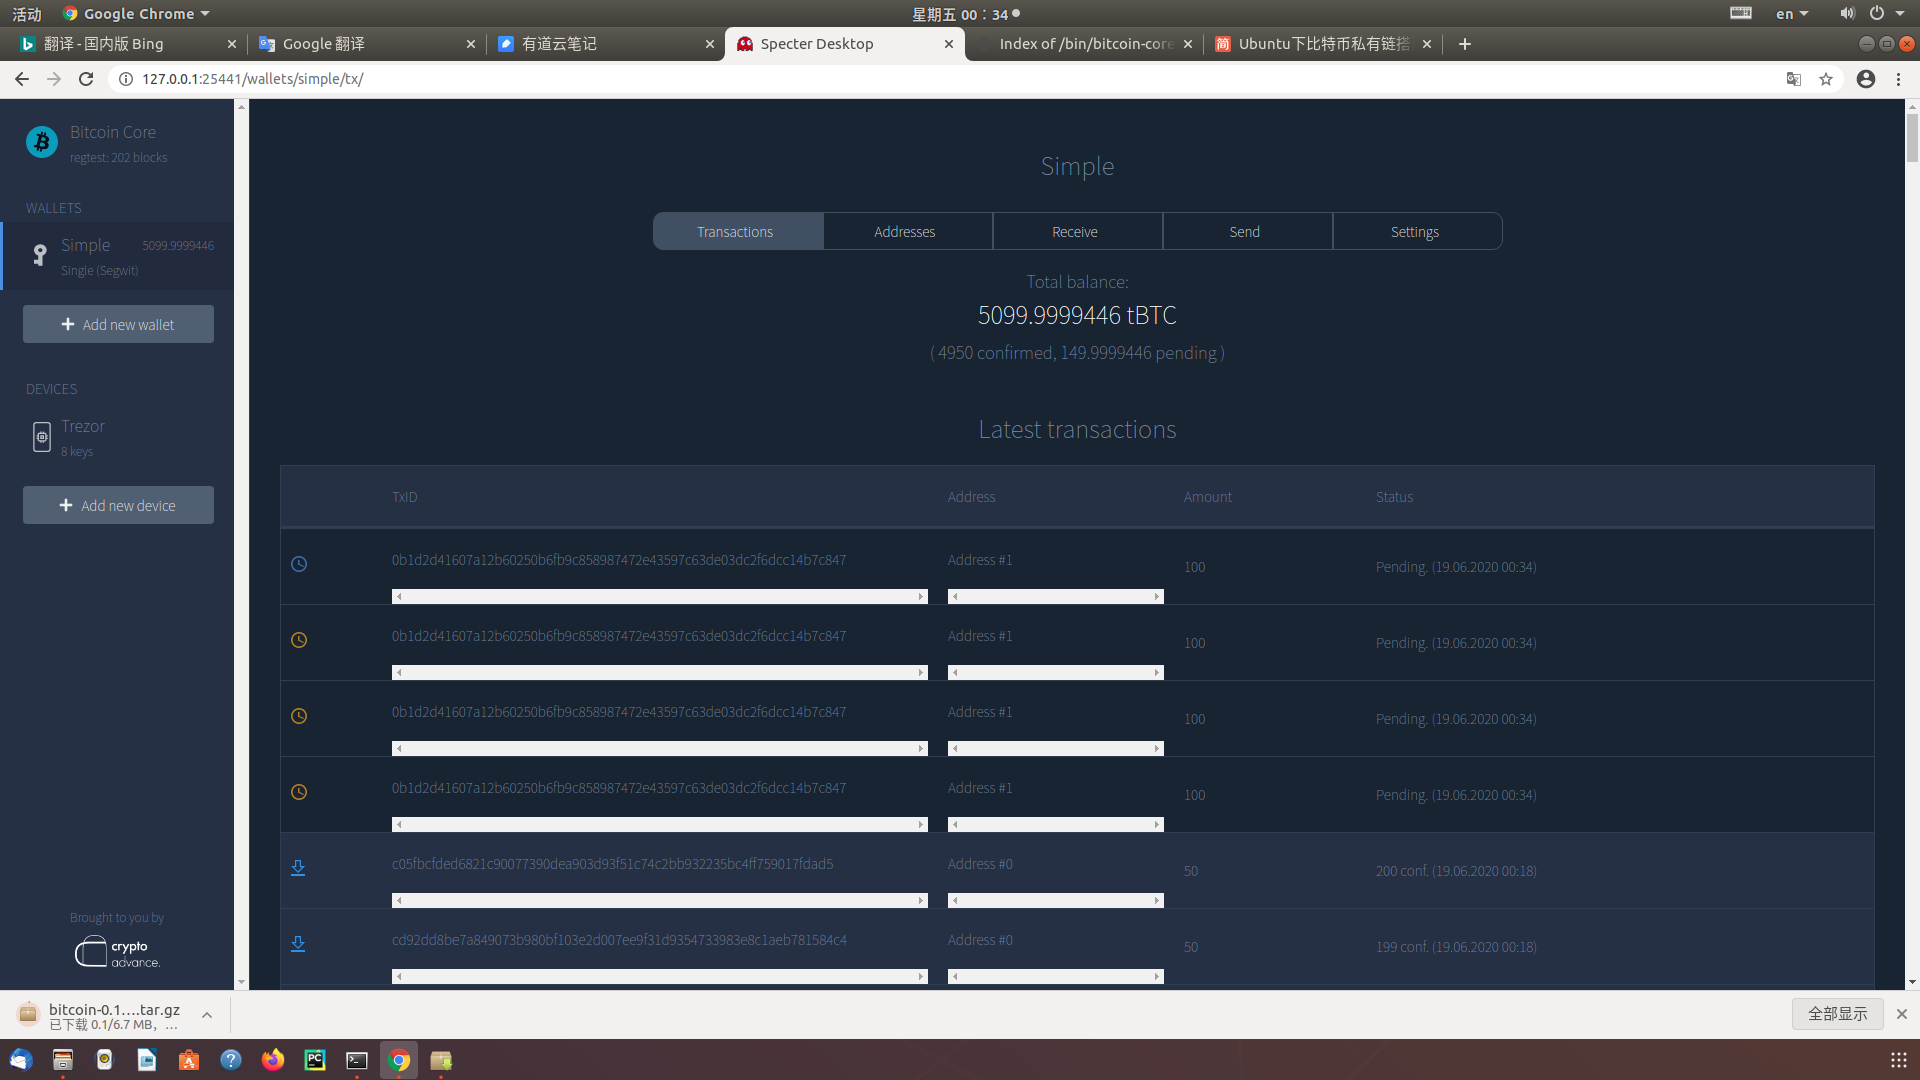 活动
Google Chrome
星期五 00：34
en
翻译 - 国内版 Bing
Google 翻译
有道云笔记
Specter Desktop
Index of /bin/bitcoin-core
Ubuntu下比特币私有链搭
127.0.0.1:25441/wallets/simple/tx/
Bitcoin Core
regtest: 202 blocks
WALLETS
Simple 5099.9999446
Single (Segwit)
Add new wallet
DEVICES
Trezor
8 keys
Add new device
Brought to you by
crypto
advance.
Simple
Transactions
Addresses
Receive
Send
Settings
Total balance:
5099.9999446 tBTC
( 4950 confirmed, 149.9999446 pending )
Latest transactions
TxID Address Amount Status
0b1d2d41607a12b60250b6fb9c858987472e43597c63de03dc2f6dcc14b7c847 Address #1 100 Pending. (19.06.2020 00:34)
0b1d2d41607a12b60250b6fb9c858987472e43597c63de03dc2f6dcc14b7c847 Address #1 100 Pending. (19.06.2020 00:34)
0b1d2d41607a12b60250b6fb9c858987472e43597c63de03dc2f6dcc14b7c847 Address #1 100 Pending. (19.06.2020 00:34)
0b1d2d41607a12b60250b6fb9c858987472e43597c63de03dc2f6dcc14b7c847 Address #1 100 Pending. (19.06.2020 00:34)
c05fbcfded6821c90077390dea903d93f51c74c2bb932235bc4ff759017fdad5 Address #0 50 200 conf. (19.06.2020 00:18)
cd92dd8be7a849073b980bf103e2d007ee9f31d9354733983e8c1aeb781584c4 Address #0 50 199 conf. (19.06.2020 00:18)
bitcoin-0.1….tar.gz
已下载 0.1/6.7 MB，…
全部显示